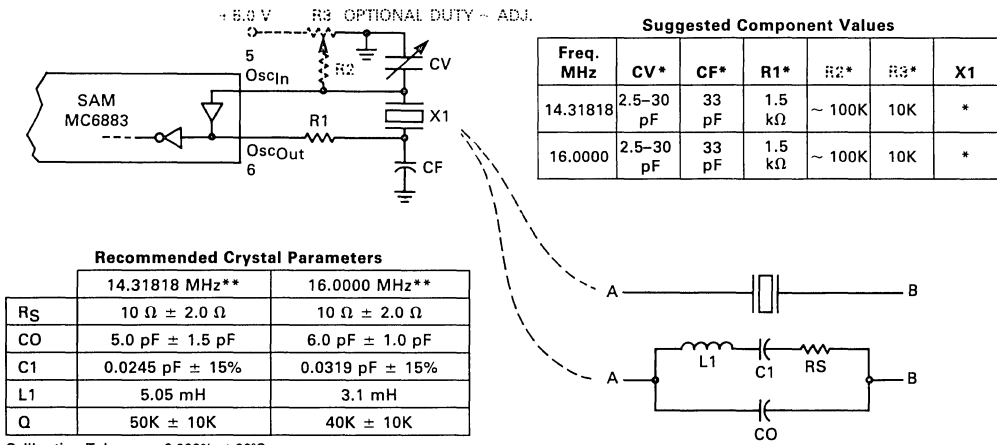 + 5.0 V R3 OPTIONAL DUTY ~ ADJ.
5
OscIn
R2
CV
SAM
MC6883
X1
R1
OscOut
6
CF
Suggested Component Values
Freq. MHz CV* CF* R1* R2* R3* X1
14.31818 2.5–30 pF 33 pF 1.5 kΩ ~ 100K 10K *
16.0000 2.5–30 pF 33 pF 1.5 kΩ ~ 100K 10K *
Recommended Crystal Parameters
14.31818 MHz** 16.0000 MHz**
RS 10 Ω ± 2.0 Ω 10 Ω ± 2.0 Ω
CO 5.0 pF ± 1.5 pF 6.0 pF ± 1.0 pF
C1 0.0245 pF ± 15% 0.0319 pF ± 15%
L1 5.05 mH 3.1 mH
Q 50K ± 10K 40K ± 10K
A B
L1 C1 RS
A B
CO